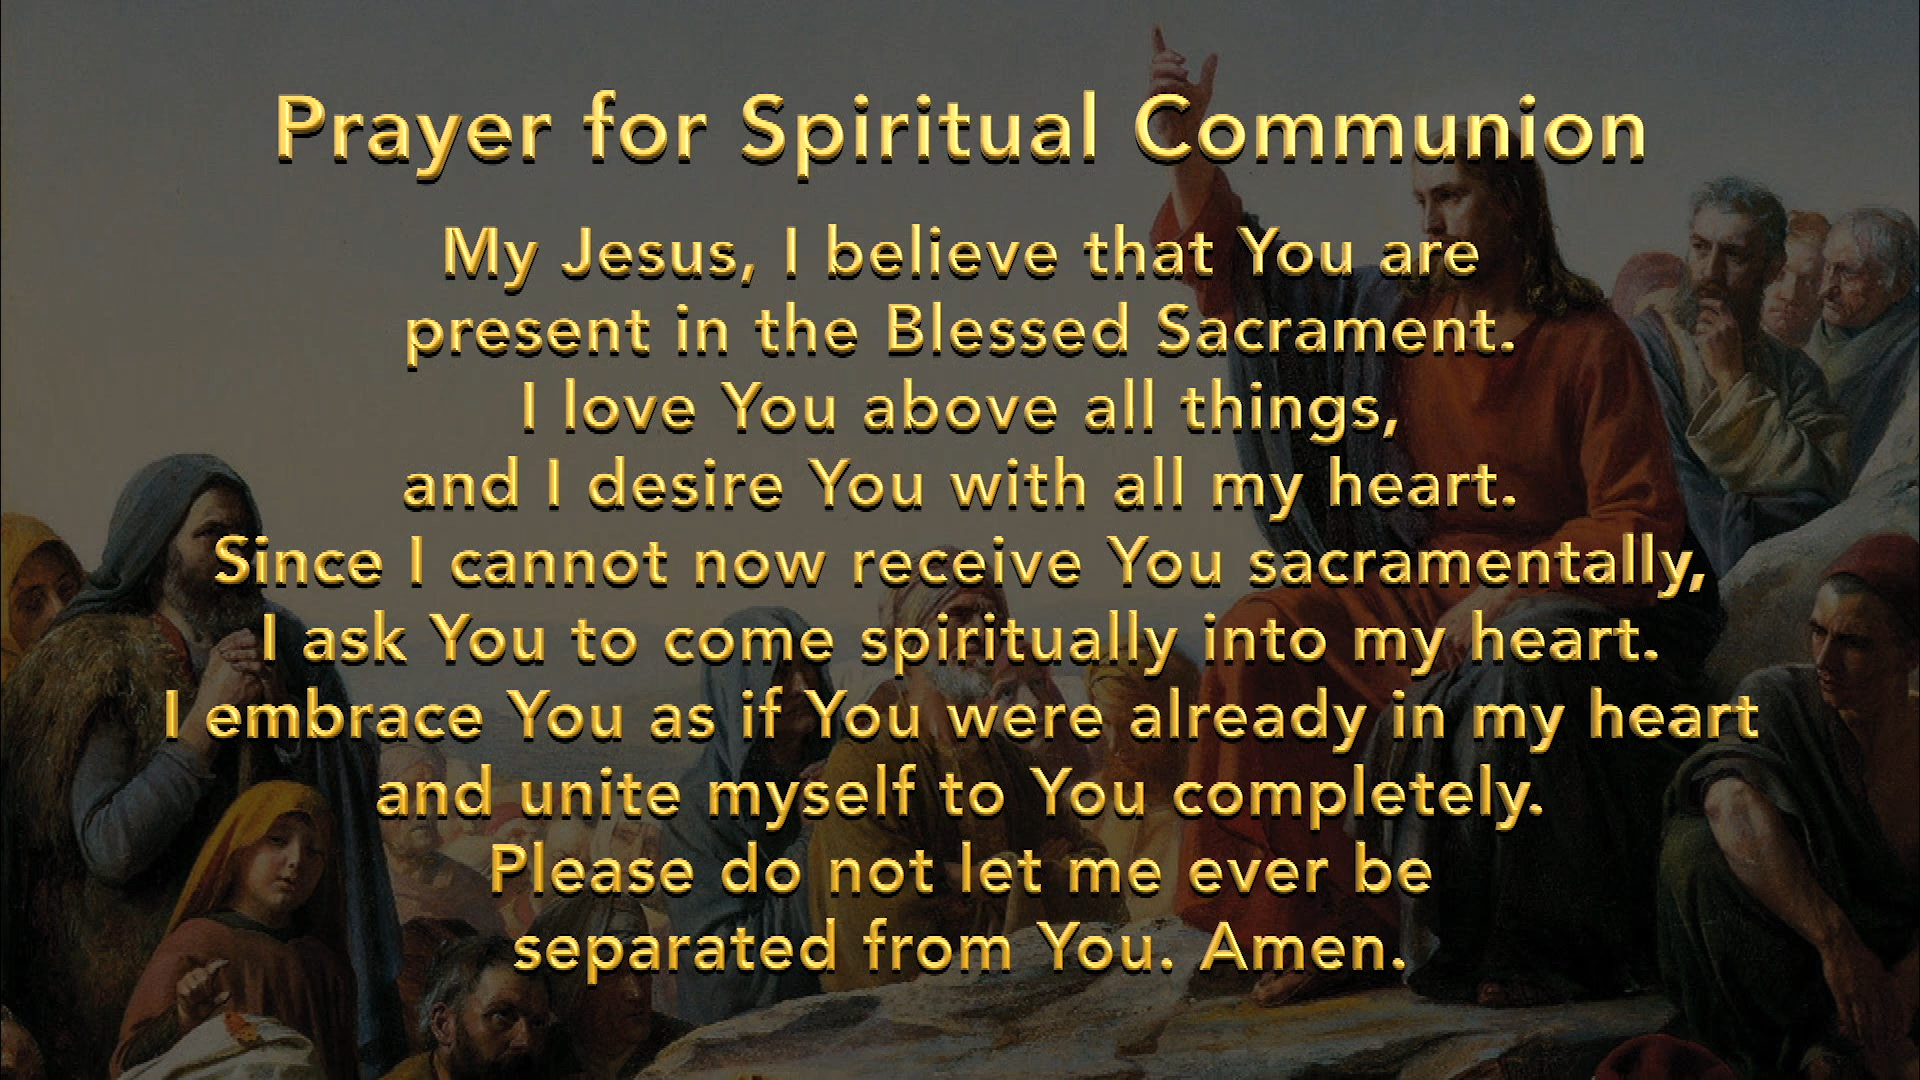 Prayer for Spiritual Communion
My Jesus, I believe that You are
present in the Blessed Sacrament.
I love You above all things,
and I desire You with all my heart.
Since I cannot now receive You sacramentally,
I ask You to come spiritually into my heart.
I embrace You as if You were already in my heart
and unite myself to You completely.
Please do not let me ever be
separated from You. Amen.